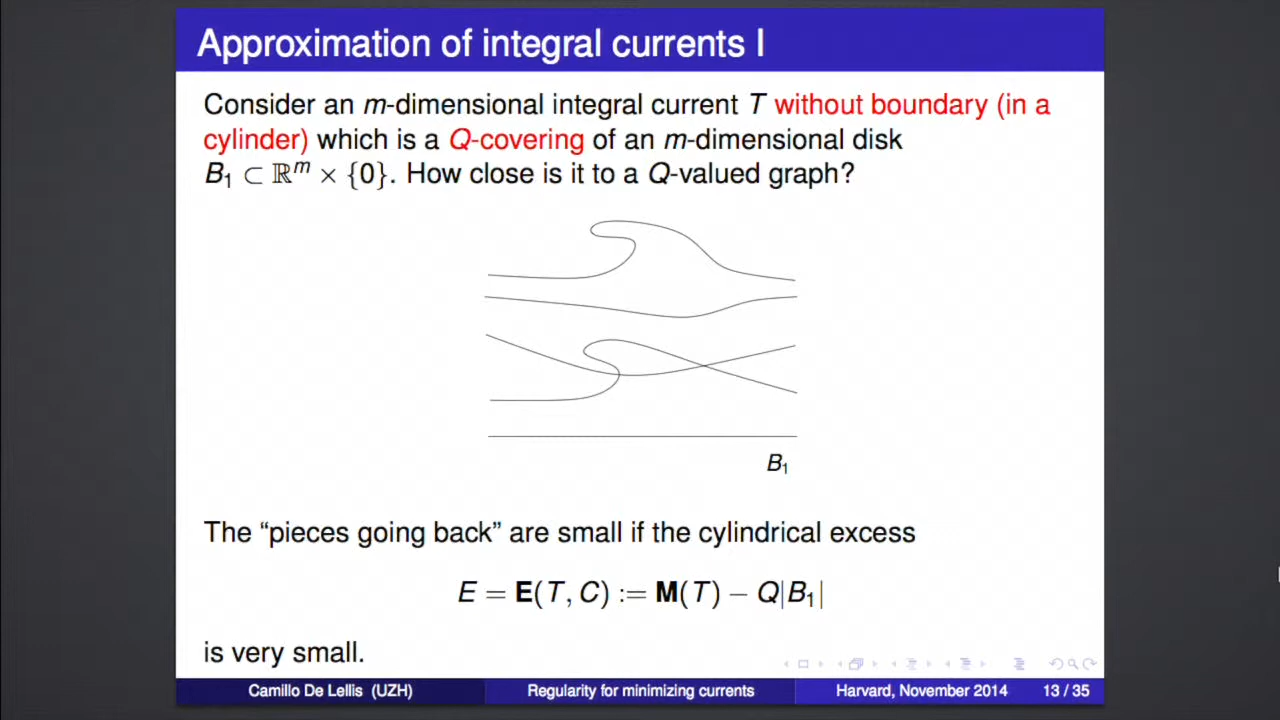 Approximation of integral currents I
Consider an m-dimensional integral current T without boundary (in a
cylinder) which is a Q-covering of an m-dimensional disk
B₁ ⊂ ℝᵐ × {0}. How close is it to a Q-valued graph?
B₁
The “pieces going back” are small if the cylindrical excess
E = E(T, C) := M(T) − Q|B₁|
is very small.
Camillo De Lellis (UZH) Regularity for minimizing currents Harvard, November 2014 13 / 35